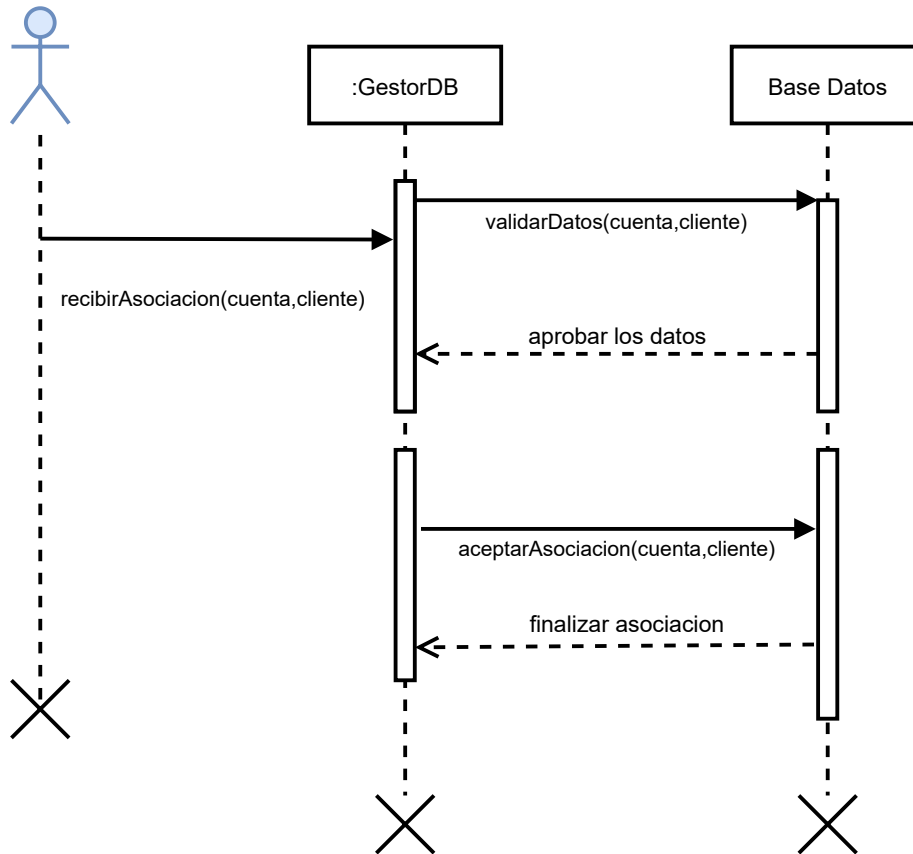 :GestorDB
Base Datos
validarDatos(cuenta,cliente)
recibirAsociacion(cuenta,cliente)
aprobar los datos
aceptarAsociacion(cuenta,cliente)
finalizar asociacion